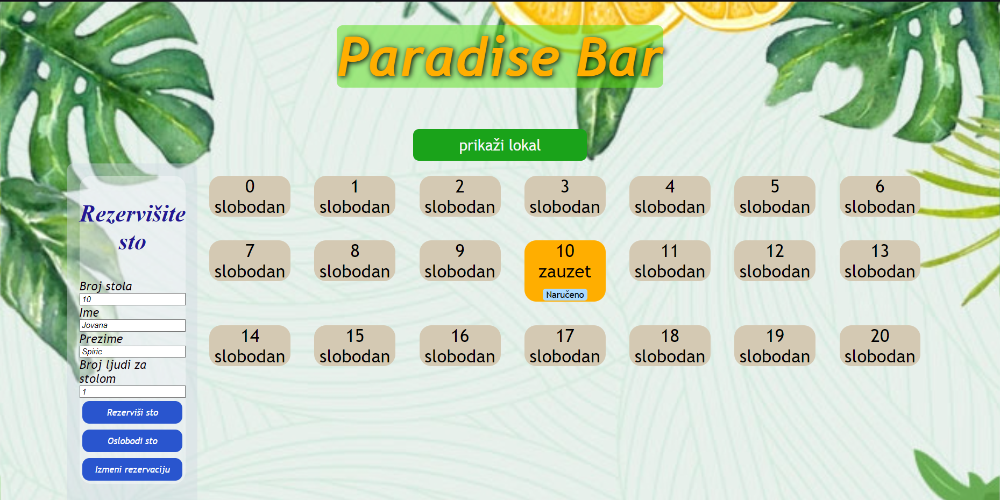 Paradise Bar
prikaži lokal
Rezervišite
sto
Broj stola
10
Ime
Jovana
Prezime
Spiric
Broj ljudi za
stolom
1
Rezerviši sto
Oslobodi sto
Izmeni rezervaciju
0
slobodan
1
slobodan
2
slobodan
3
slobodan
4
slobodan
5
slobodan
6
slobodan
7
slobodan
8
slobodan
9
slobodan
10
zauzet
Naručeno
11
slobodan
12
slobodan
13
slobodan
14
slobodan
15
slobodan
16
slobodan
17
slobodan
18
slobodan
19
slobodan
20
slobodan